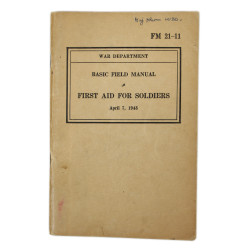 FM 21-11
WAR DEPARTMENT
BASIC FIELD MANUAL
FIRST AID FOR SOLDIERS
April 7, 1943